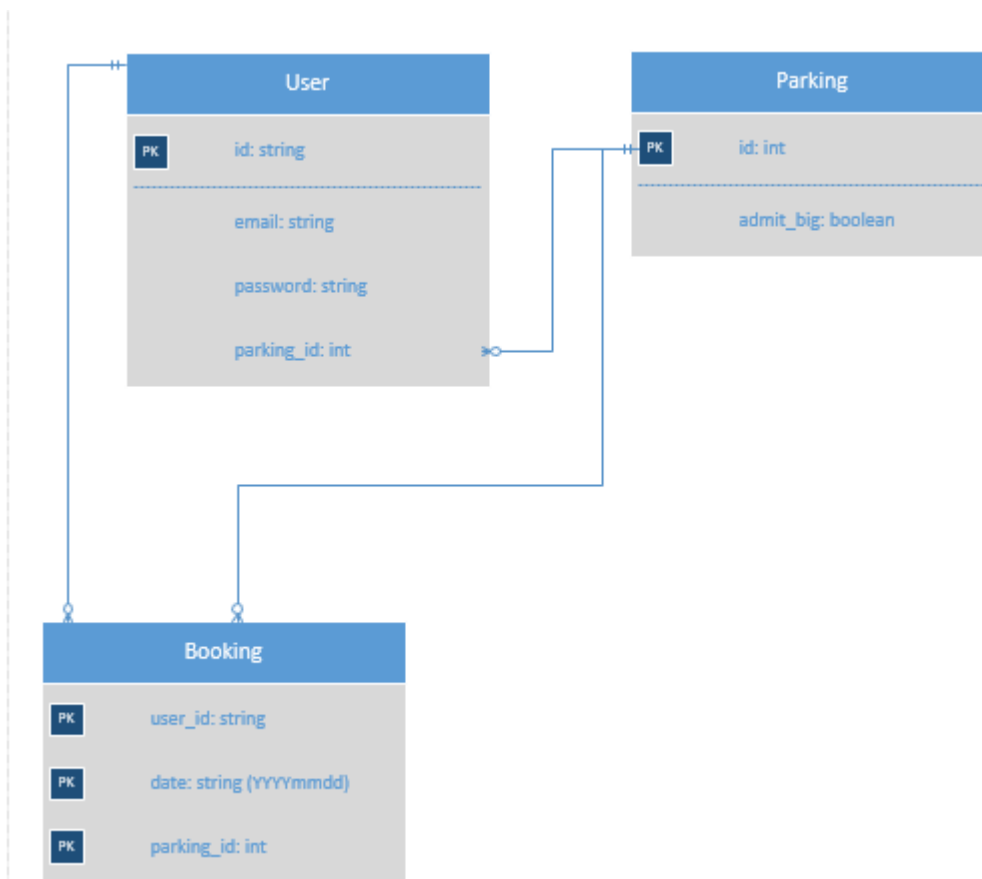 User
PK id: string
email: string
password: string
parking_id: int
Parking
PK id: int
admit_big: boolean
Booking
PK user_id: string
PK date: string (YYYYmmdd)
PK parking_id: int